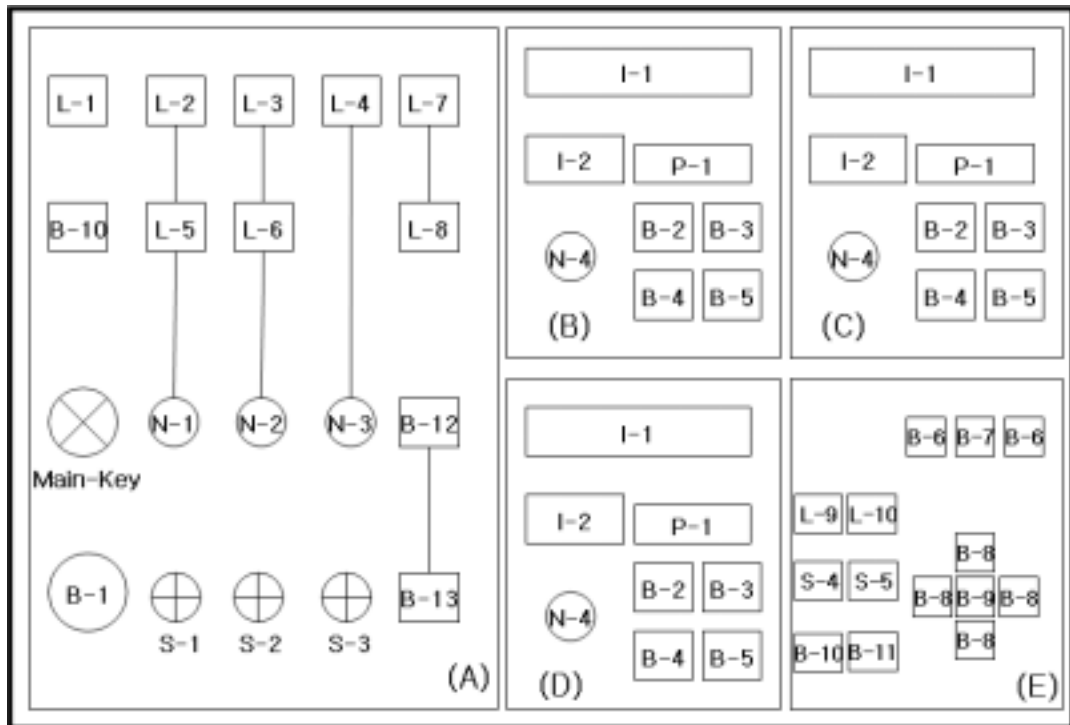 L-1 L-2 L-3 L-4 L-7
B-10 L-5 L-6 L-8
N-1 N-2 N-3 B-12
Main-Key
B-1 B-13
S-1 S-2 S-3
(A)
I-1
I-2 P-1
B-2 B-3
N-4
B-4 B-5
(B)
I-1
I-2 P-1
B-2 B-3
N-4
B-4 B-5
(C)
I-1
I-2 P-1
B-2 B-3
N-4
B-4 B-5
(D)
B-6 B-7 B-6
L-9 L-10
B-8
S-4 S-5
B-8 B-9 B-8
B-8
B-10 B-11
(E)